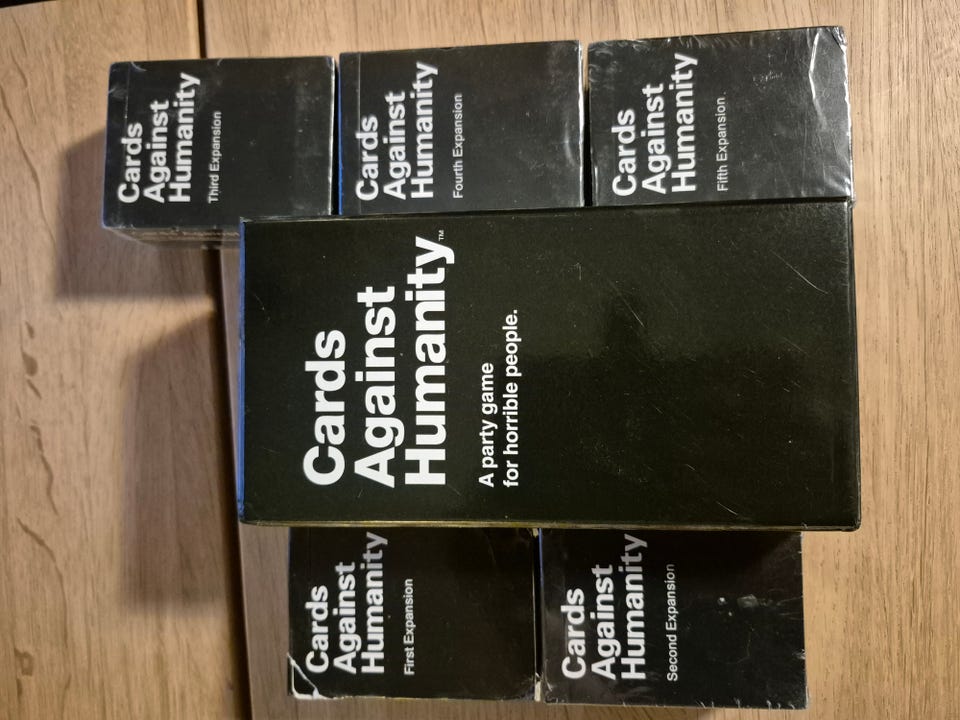 Cards
Against
Humanity
Third Expansion
Cards
Against
Humanity
Fourth Expansion
Cards
Against
Humanity
Fifth Expansion
Cards
Against
Humanity™
A party game
for horrible people.
Cards
Against
Humanity
First Expansion
Cards
Against
Humanity
Second Expansion